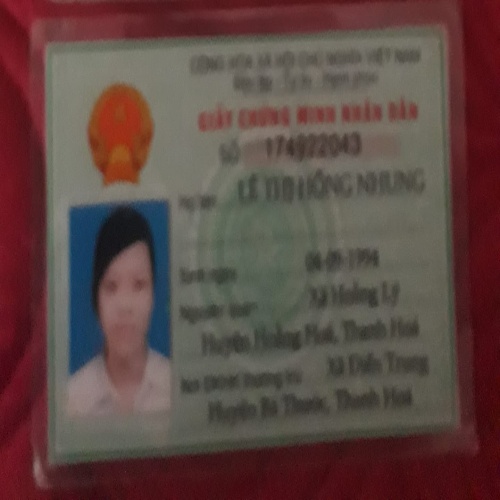 CỘNG HÒA XÃ HỘI CHỦ NGHĨA VIỆT NAM
Độc lập - Tự do - Hạnh phúc
GIẤY CHỨNG MINH NHÂN DÂN
SỐ 174922043
Họ tên LÊ THỊ HỒNG NHUNG
Sinh ngày 04-09-1994
Nguyên quán Xã Hoằng Lý
Huyện Hoằng Hoá, Thanh Hoá
Nơi ĐKHK thường trú Xã Điền Trung
Huyện Bá Thước, Thanh Hoá